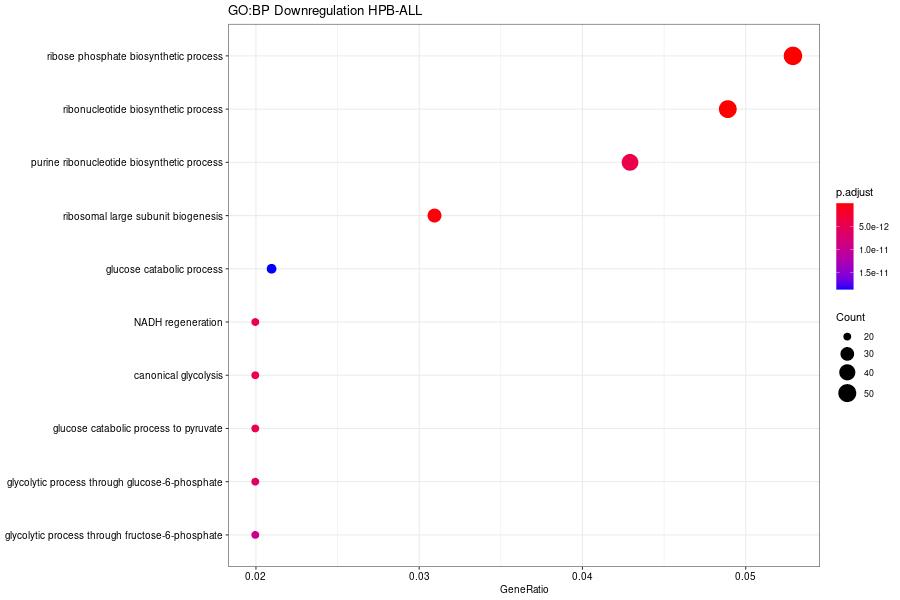 GO:BP Downregulation HPB-ALL
ribose phosphate biosynthetic process
ribonucleotide biosynthetic process
purine ribonucleotide biosynthetic process
ribosomal large subunit biogenesis
glucose catabolic process
NADH regeneration
canonical glycolysis
glucose catabolic process to pyruvate
glycolytic process through glucose-6-phosphate
glycolytic process through fructose-6-phosphate
0.02 0.03 0.04 0.05
GeneRatio
p.adjust
5.0e-12
1.0e-11
1.5e-11
Count
20
30
40
50